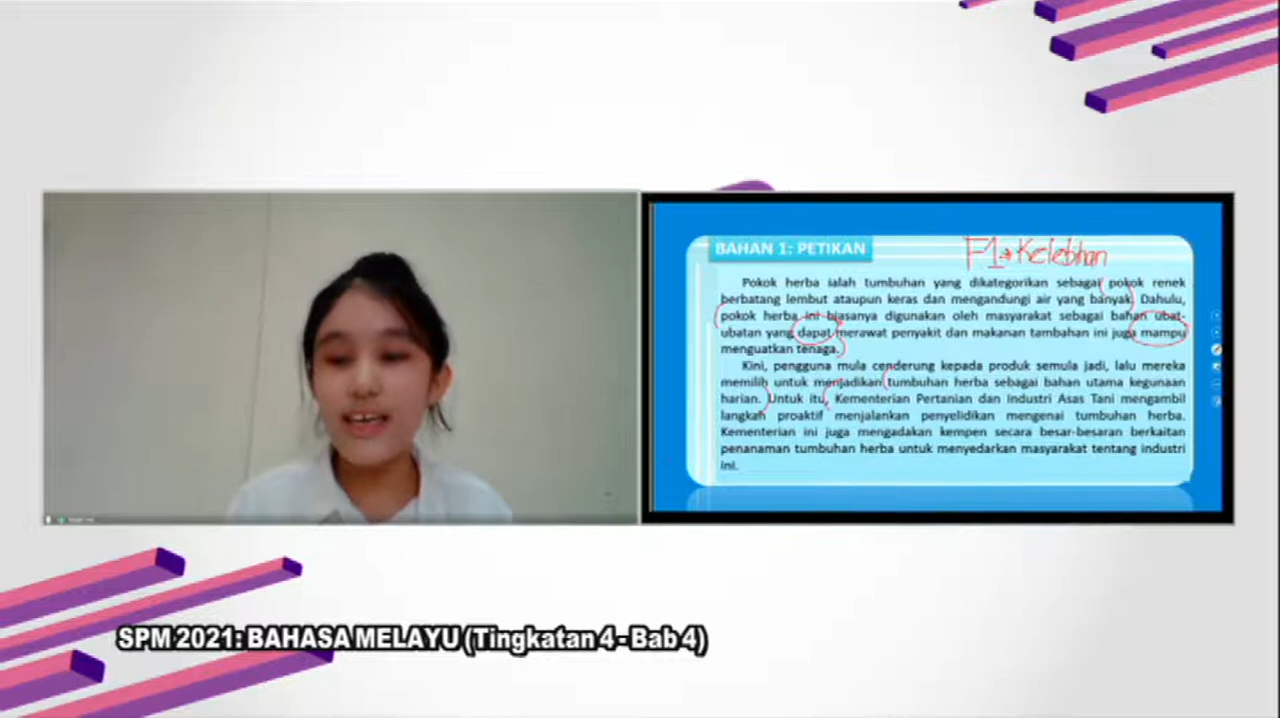 BAHAN 1: PETIKAN
F1→Kelebihan
Pokok herba ialah tumbuhan yang dikategorikan sebagai pokok renek
berbatang lembut ataupun keras dan mengandungi air yang banyak. Dahulu,
pokok herba ini biasanya digunakan oleh masyarakat sebagai bahan ubat-
ubatan yang dapat merawat penyakit dan makanan tambahan ini juga mampu
menguatkan tenaga.
Kini, pengguna mula cenderung kepada produk semula jadi, lalu mereka
memilih untuk menjadikan tumbuhan herba sebagai bahan utama kegunaan
harian. Untuk itu, Kementerian Pertanian dan Industri Asas Tani mengambil
langkah proaktif menjalankan penyelidikan mengenai tumbuhan herba.
Kementerian ini juga mengadakan kempen secara besar-besaran berkaitan
penanaman tumbuhan herba untuk menyedarkan masyarakat tentang industri
ini.
SPM 2021: BAHASA MELAYU (Tingkatan 4 - Bab 4)